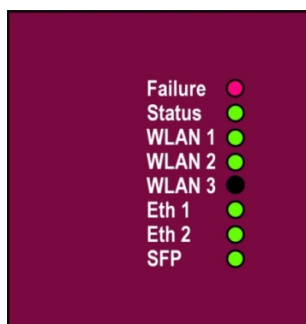 Failure
Status
WLAN 1
WLAN 2
WLAN 3
Eth 1
Eth 2
SFP